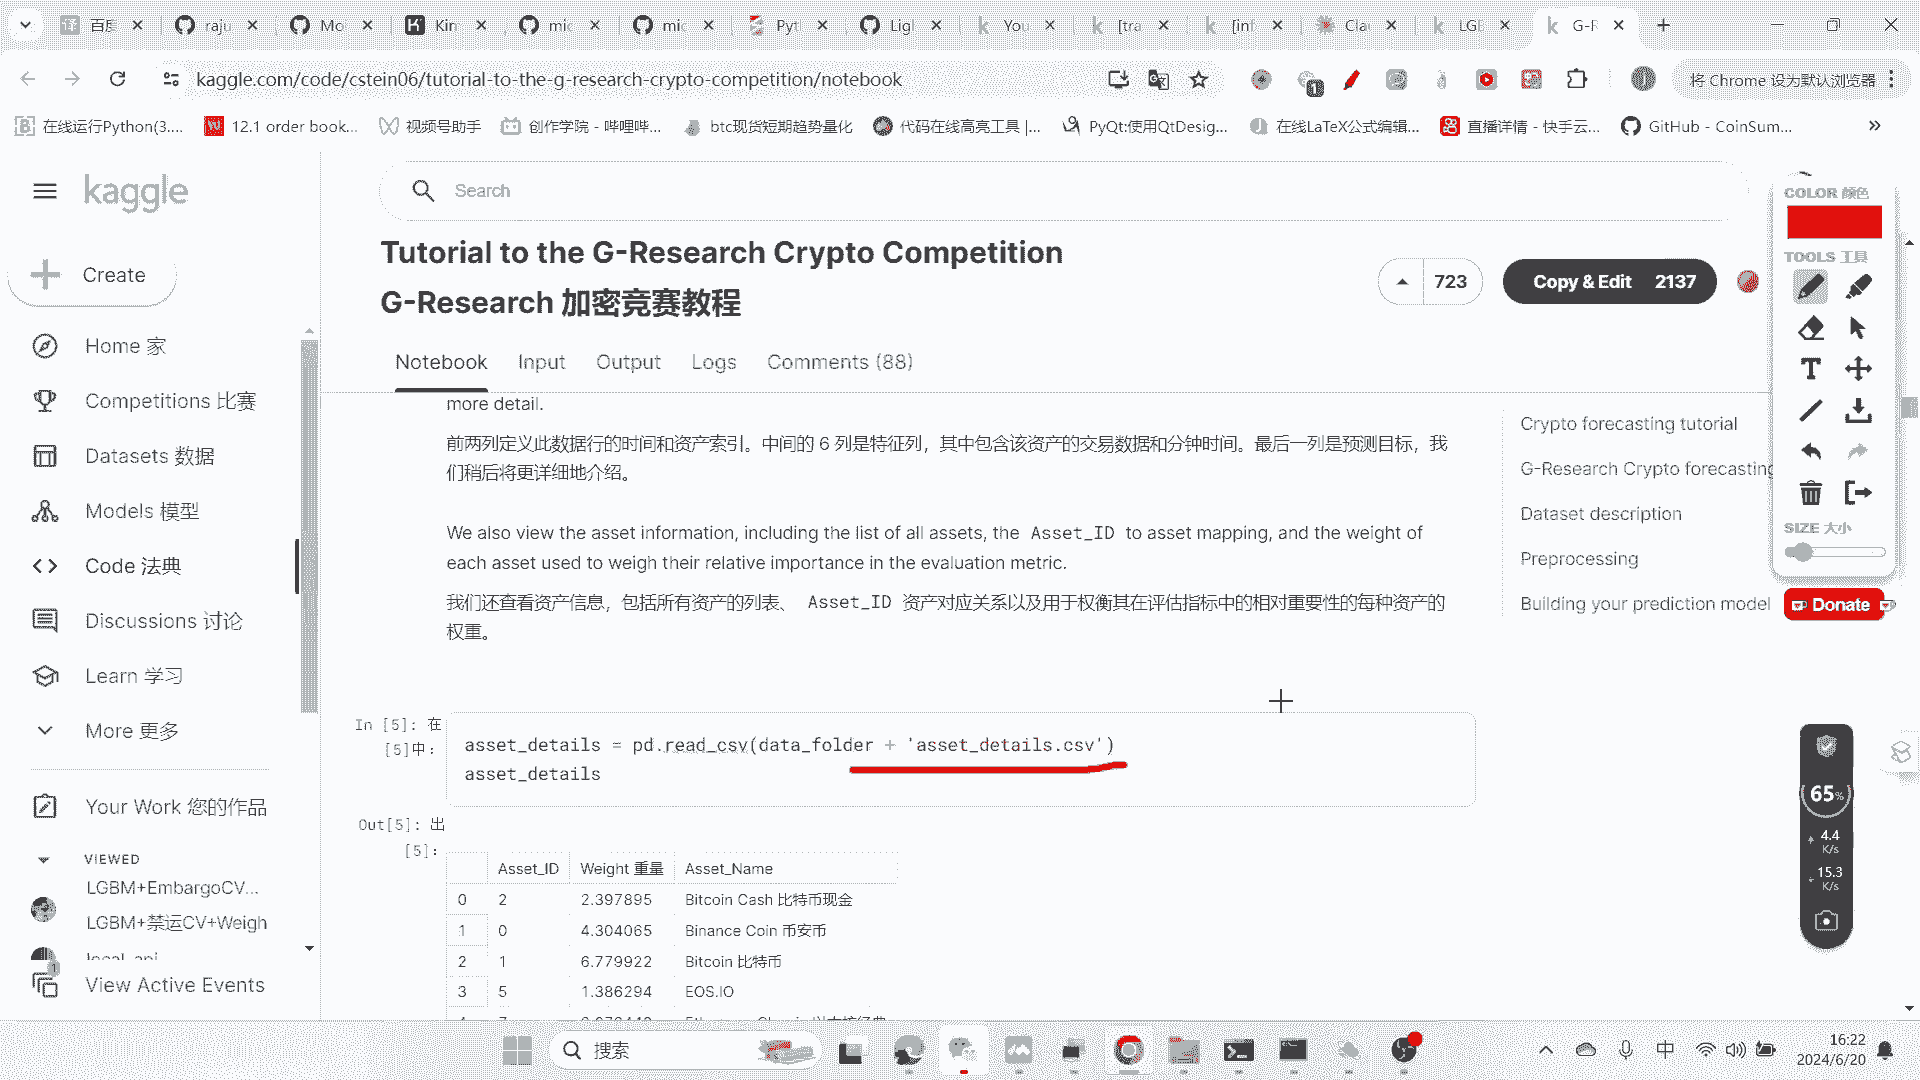 百度
raju
Mo
Kin
mic
mic
Pyt
Ligl
You
[tra
[inf
Clau
LGB
G-R
kaggle.com/code/cstein06/tutorial-to-the-g-research-crypto-competition/notebook
将 Chrome 设为默认浏览器
在线运行Python(3....
12.1 order book...
视频号助手
创作学院 - 哔哩哔...
btc现货短期趋势量化
代码在线高亮工具 |...
PyQt:使用QtDesig...
在线LaTeX公式编辑...
直播详情 - 快手云...
GitHub - CoinSum...
kaggle
Search
Create
Home 家
Competitions 比赛
Datasets 数据
Models 模型
Code 法典
Discussions 讨论
Learn 学习
More 更多
Your Work 您的作品
VIEWED
LGBM+EmbargoCV...
LGBM+禁运CV+Weigh
View Active Events
Tutorial to the G-Research Crypto Competition
G-Research 加密竞赛教程
723
Copy & Edit 2137
Notebook Input Output Logs Comments (88)
more detail.
前两列定义此数据行的时间和资产索引。中间的 6 列是特征列，其中包含该资产的交易数据和分钟时间。最后一列是预测目标，我
们稍后将更详细地介绍。
We also view the asset information, including the list of all assets, the Asset_ID to asset mapping, and the weight of
each asset used to weigh their relative importance in the evaluation metric.
我们还查看资产信息，包括所有资产的列表、 Asset_ID 资产对应关系以及用于权衡其在评估指标中的相对重要性的每种资产的
权重。
In [5]: 在
[5]中：
asset_details = pd.read_csv(data_folder + 'asset_details.csv')
asset_details
Out[5]: 出
[5]：
Asset_ID Weight 重量 Asset_Name
0 2 2.397895 Bitcoin Cash 比特币现金
1 0 4.304065 Binance Coin 币安币
2 1 6.779922 Bitcoin 比特币
3 5 1.386294 EOS.IO
Crypto forecasting tutorial
G-Research Crypto forecasting
Dataset description
Preprocessing
Building your prediction model
COLOR 颜色
TOOLS 工具
SIZE 大小
Donate
65%
4.4
K/s
15.3
K/s
搜索
中
16:22
2024/6/20